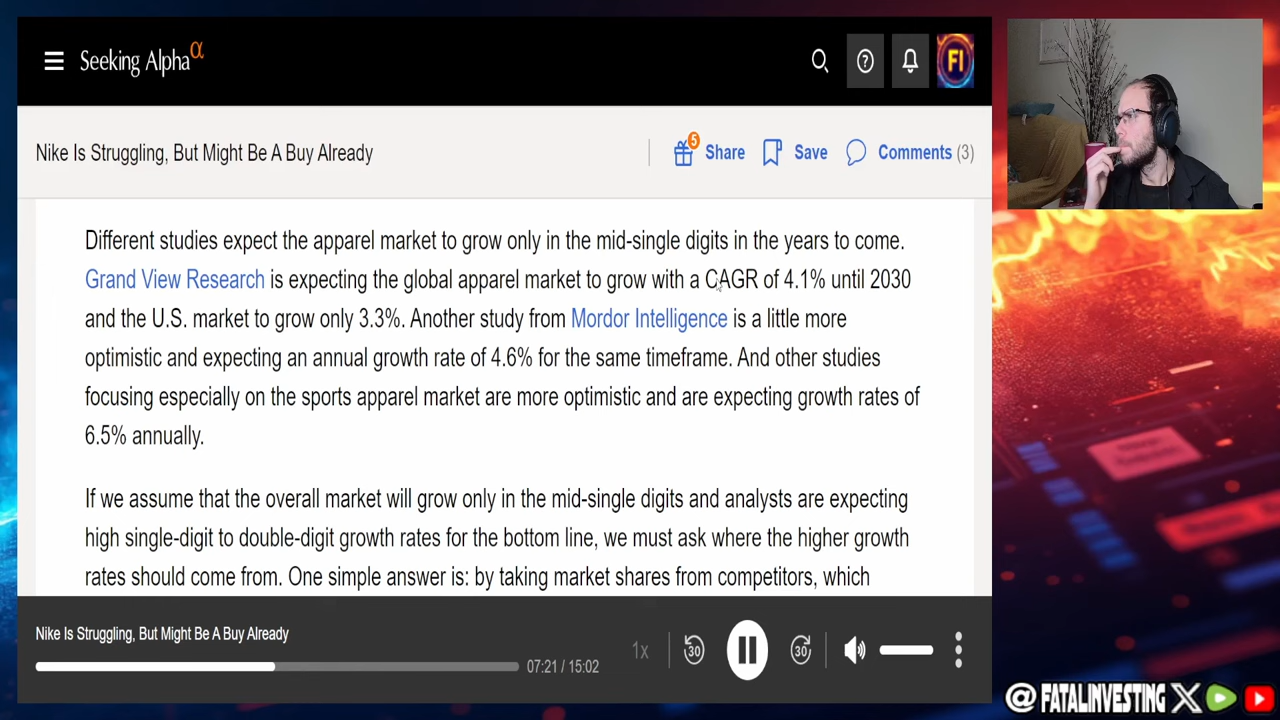 Seeking Alphaα
FI
Nike Is Struggling, But Might Be A Buy Already
5
Share
Save
Comments (3)
Different studies expect the apparel market to grow only in the mid-single digits in the years to come.
Grand View Research is expecting the global apparel market to grow with a CAGR of 4.1% until 2030
and the U.S. market to grow only 3.3%. Another study from Mordor Intelligence is a little more
optimistic and expecting an annual growth rate of 4.6% for the same timeframe. And other studies
focusing especially on the sports apparel market are more optimistic and are expecting growth rates of
6.5% annually.
If we assume that the overall market will grow only in the mid-single digits and analysts are expecting
high single-digit to double-digit growth rates for the bottom line, we must ask where the higher growth
rates should come from. One simple answer is: by taking market shares from competitors, which
Nike Is Struggling, But Might Be A Buy Already
07:21 / 15:02
1x
30
30
@FATALINVESTING